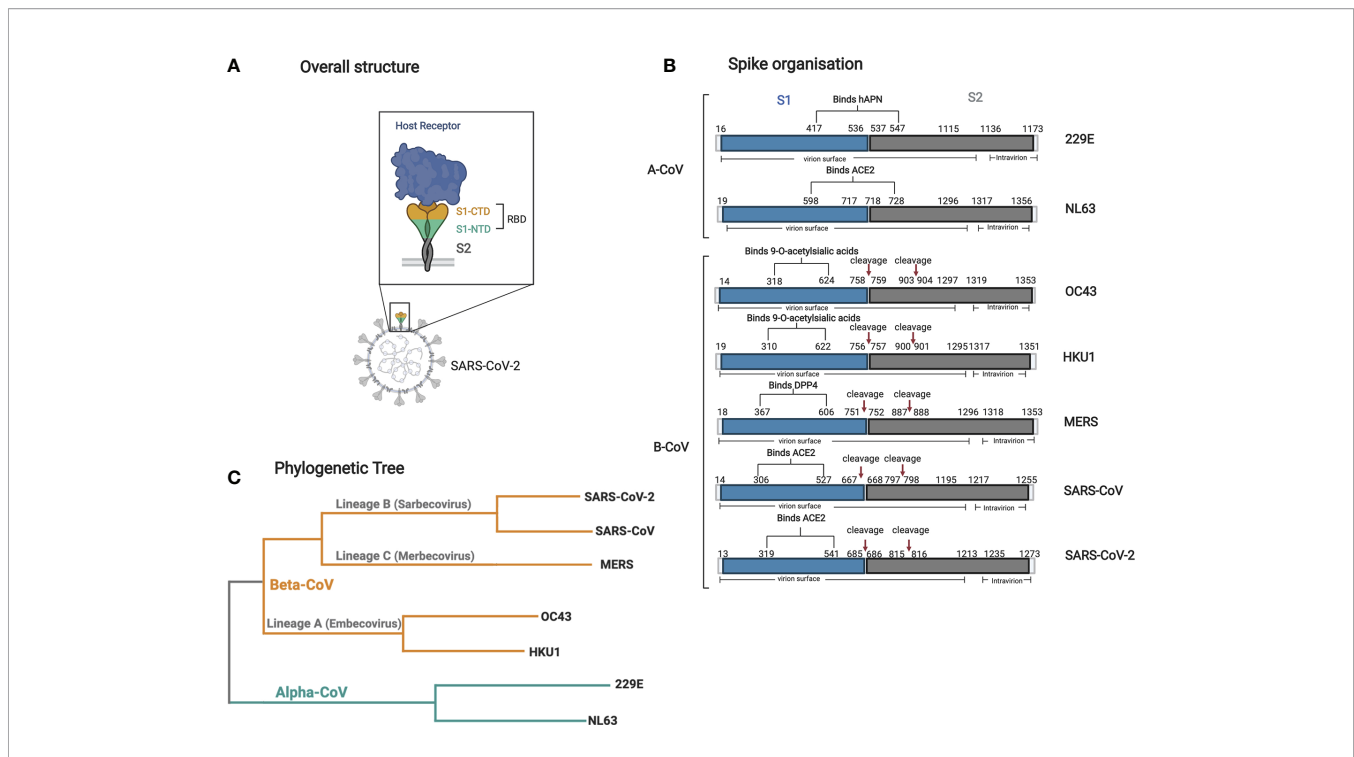 A
Overall structure
Host Receptor
S1-CTD
S1-NTD
RBD
S2
SARS-CoV-2
B
Spike organisation
S1
Binds hAPN
S2
16 417 536 537 547 1115 1136 1173
229E
virion surface
Intravirion
A-CoV
Binds ACE2
19 598 717 718 728 1296 1317 1356
NL63
virion surface
Intravirion
Binds 9-O-acetylsialic acids
cleavage cleavage
14 318 624 758 759 903 904 1297 1319 1353
OC43
virion surface
Intravirion
Binds 9-O-acetylsialic acids
cleavage cleavage
19 310 622 756 757 900 901 1295 1317 1351
HKU1
virion surface
Intravirion
Binds DPP4
cleavage cleavage
18 367 606 751 752 887 888 1296 1318 1353
MERS
virion surface
Intravirion
B-CoV
Binds ACE2
cleavage cleavage
14 306 527 667 668 797 798 1195 1217 1255
SARS-CoV
virion surface
Intravirion
Binds ACE2
cleavage cleavage
13 319 541 685 686 815 816 1213 1235 1273
SARS-CoV-2
virion surface
Intravirion
C
Phylogenetic Tree
Lineage B (Sarbecovirus)
SARS-CoV-2
SARS-CoV
Lineage C (Merbecovirus)
MERS
Beta-CoV
Lineage A (Embecovirus)
OC43
HKU1
Alpha-CoV
229E
NL63